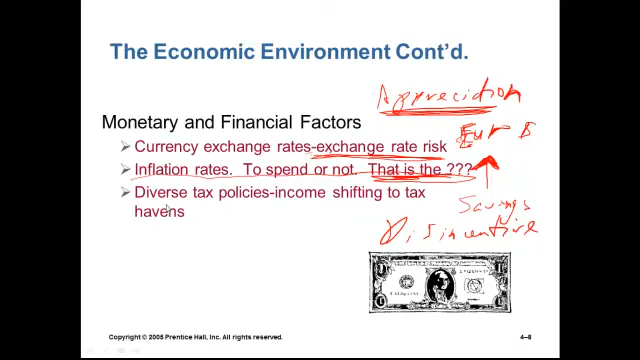 The Economic Environment Cont'd.
Appreciation
Monetary and Financial Factors
Currency exchange rates-exchange rate risk
Eur $
Inflation rates. To spend or not. That is the ???
Diverse tax policies-income shifting to tax
havens
Savings
Disincentive
Copyright © 2005 Prentice Hall, Inc. All rights reserved.
4–8